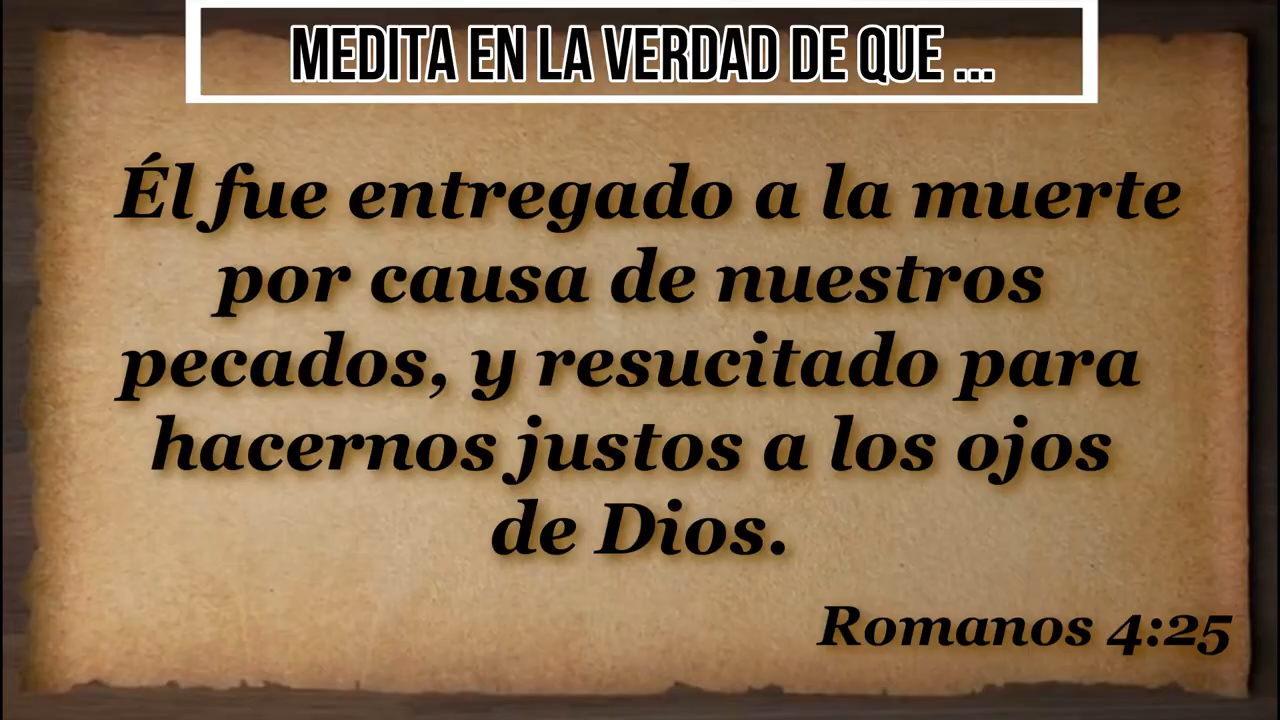 MEDITA EN LA VERDAD DE QUE ...
Él fue entregado a la muerte
por causa de nuestros
pecados, y resucitado para
hacernos justos a los ojos
de Dios.
Romanos 4:25